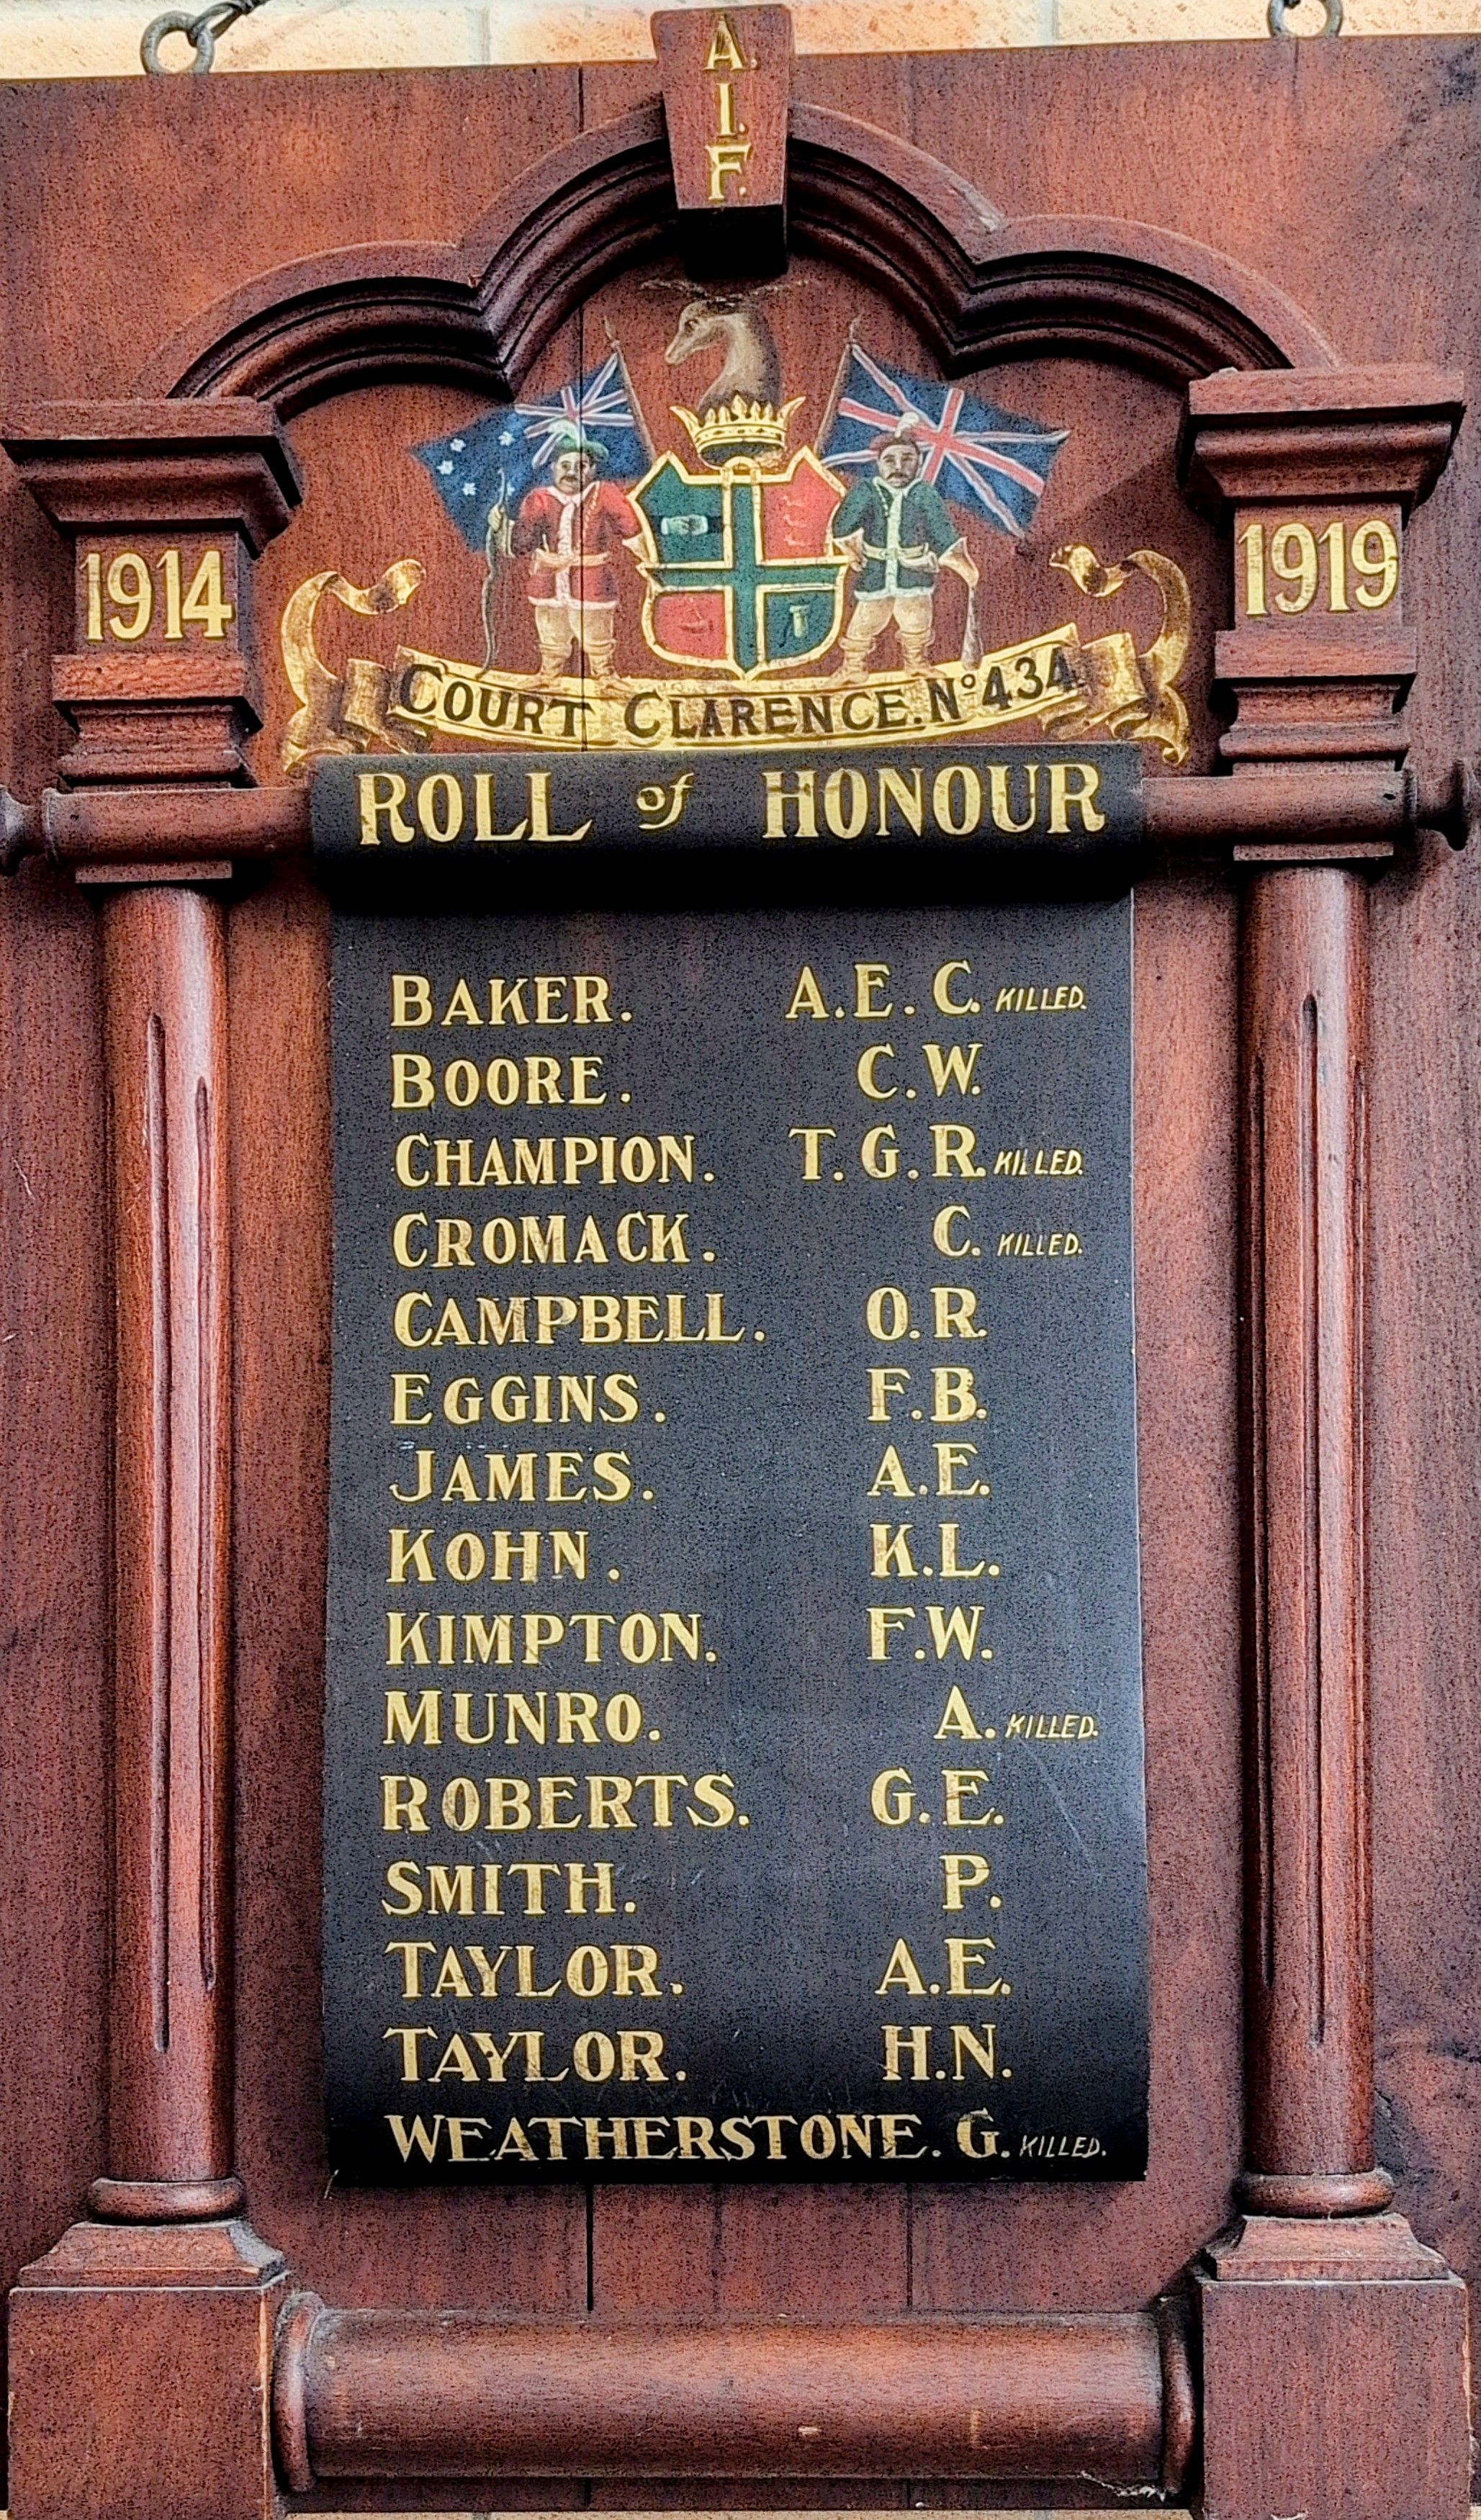 A.
I.
F.
1914
1919
COURT CLARENCE. No 434
ROLL of HONOUR
BAKER. A.E.C. KILLED.
BOORE. C.W.
CHAMPION. T.G.R. KILLED.
CROMACK. C. KILLED.
CAMPBELL. O.R.
EGGINS. F.B.
JAMES. A.E.
KOHN. K.L.
KIMPTON. F.W.
MUNRO. A. KILLED.
ROBERTS. G.E.
SMITH. P.
TAYLOR. A.E.
TAYLOR. H.N.
WEATHERSTONE. G. KILLED.